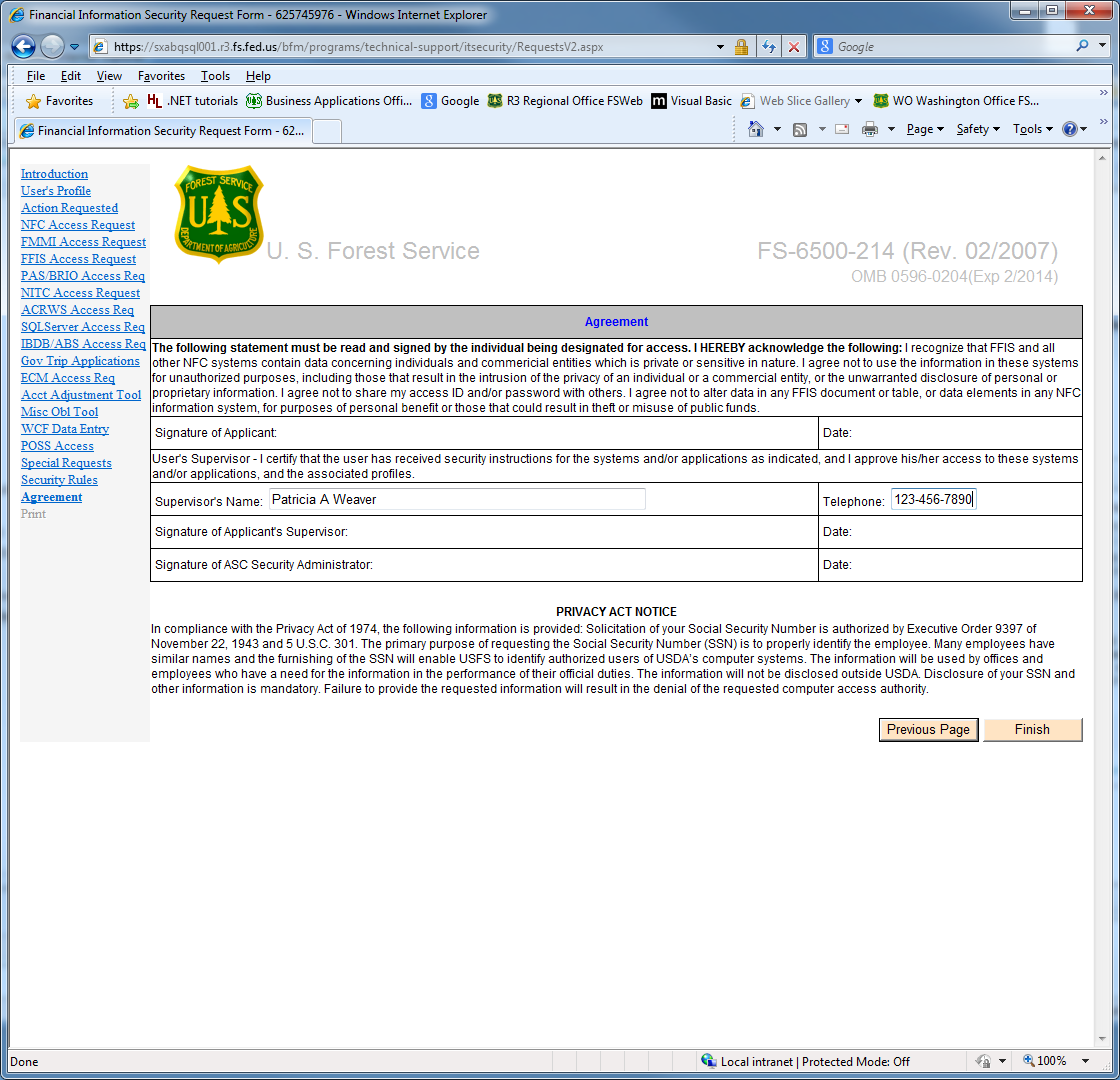 Financial Information Security Request Form - 625745976 - Windows Internet Explorer
https://sxabqsql001.r3.fs.fed.us/bfm/programs/technical-support/itsecurity/RequestsV2.aspx
Google
File Edit View Favorites Tools Help
Favorites HL .NET tutorials Business Applications Offi... Google R3 Regional Office FSWeb m Visual Basic Web Slice Gallery WO Washington Office FS...
Financial Information Security Request Form - 62...
Page Safety Tools
Introduction
User's Profile
Action Requested
NFC Access Request
FMMI Access Request
FFIS Access Request
PAS/BRIO Access Req
NITC Access Request
ACRWS Access Req
SQLServer Access Req
IBDB/ABS Access Req
Gov Trip Applications
ECM Access Req
Acct Adjustment Tool
Misc Obl Tool
WCF Data Entry
POSS Access
Special Requests
Security Rules
Agreement
Print
FOREST SERVICE
U S
DEPARTMENT OF AGRICULTURE
U. S. Forest Service
FS-6500-214 (Rev. 02/2007)
OMB 0596-0204(Exp 2/2014)
Agreement
The following statement must be read and signed by the individual being designated for access. I HEREBY acknowledge the following: I recognize that FFIS and all
other NFC systems contain data concerning individuals and commericial entities which is private or sensitive in nature. I agree not to use the information in these systems
for unauthorized purposes, including those that result in the intrusion of the privacy of an individual or a commercial entity, or the unwarranted disclosure of personal or
proprietary information. I agree not to share my access ID and/or password with others. I agree not to alter data in any FFIS document or table, or data elements in any NFC
information system, for purposes of personal benefit or those that could result in theft or misuse of public funds.
Signature of Applicant: Date:
User's Supervisor - I certify that the user has received security instructions for the systems and/or applications as indicated, and I approve his/her access to these systems
and/or applications, and the associated profiles.
Supervisor's Name: Patricia A Weaver Telephone: 123-456-7890
Signature of Applicant's Supervisor: Date:
Signature of ASC Security Administrator: Date:
PRIVACY ACT NOTICE
In compliance with the Privacy Act of 1974, the following information is provided: Solicitation of your Social Security Number is authorized by Executive Order 9397 of
November 22, 1943 and 5 U.S.C. 301. The primary purpose of requesting the Social Security Number (SSN) is to properly identify the employee. Many employees have
similar names and the furnishing of the SSN will enable USFS to identify authorized users of USDA's computer systems. The information will be used by offices and
employees who have a need for the information in the performance of their official duties. The information will not be disclosed outside USDA. Disclosure of your SSN and
other information is mandatory. Failure to provide the requested information will result in the denial of the requested computer access authority.
Previous Page Finish
Done Local intranet | Protected Mode: Off 100%